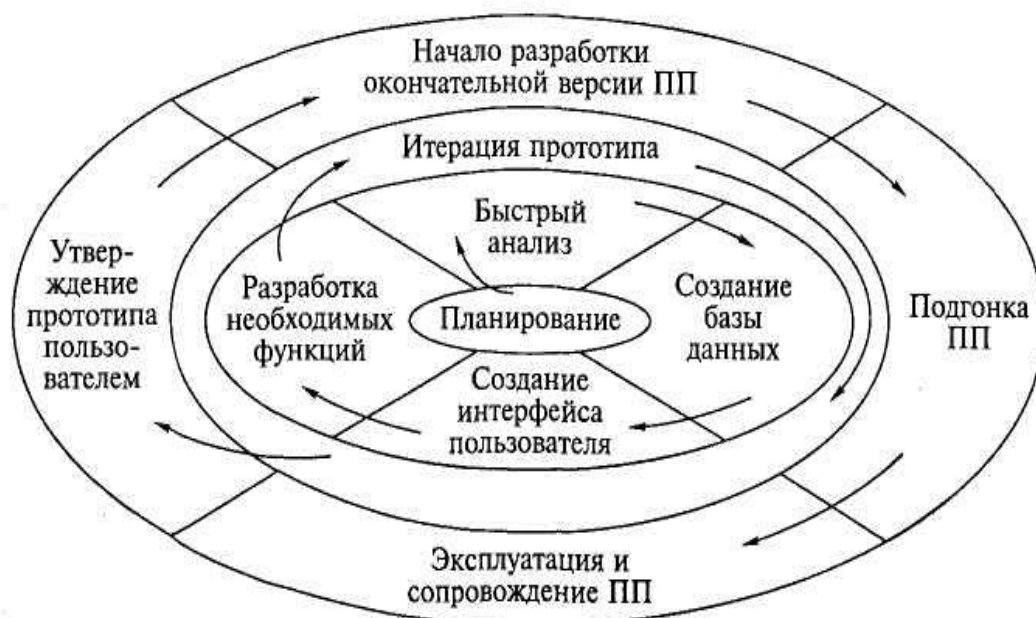 Начало разработки
окончательной версии ПП
Итерация прототипа
Быстрый
анализ
Утвер-
ждение
прототипа
пользо-
вателем
Разработка
необходимых
функций
Планирование
Создание
базы
данных
Подгонка
ПП
Создание
интерфейса
пользователя
Эксплуатация и
сопровождение ПП